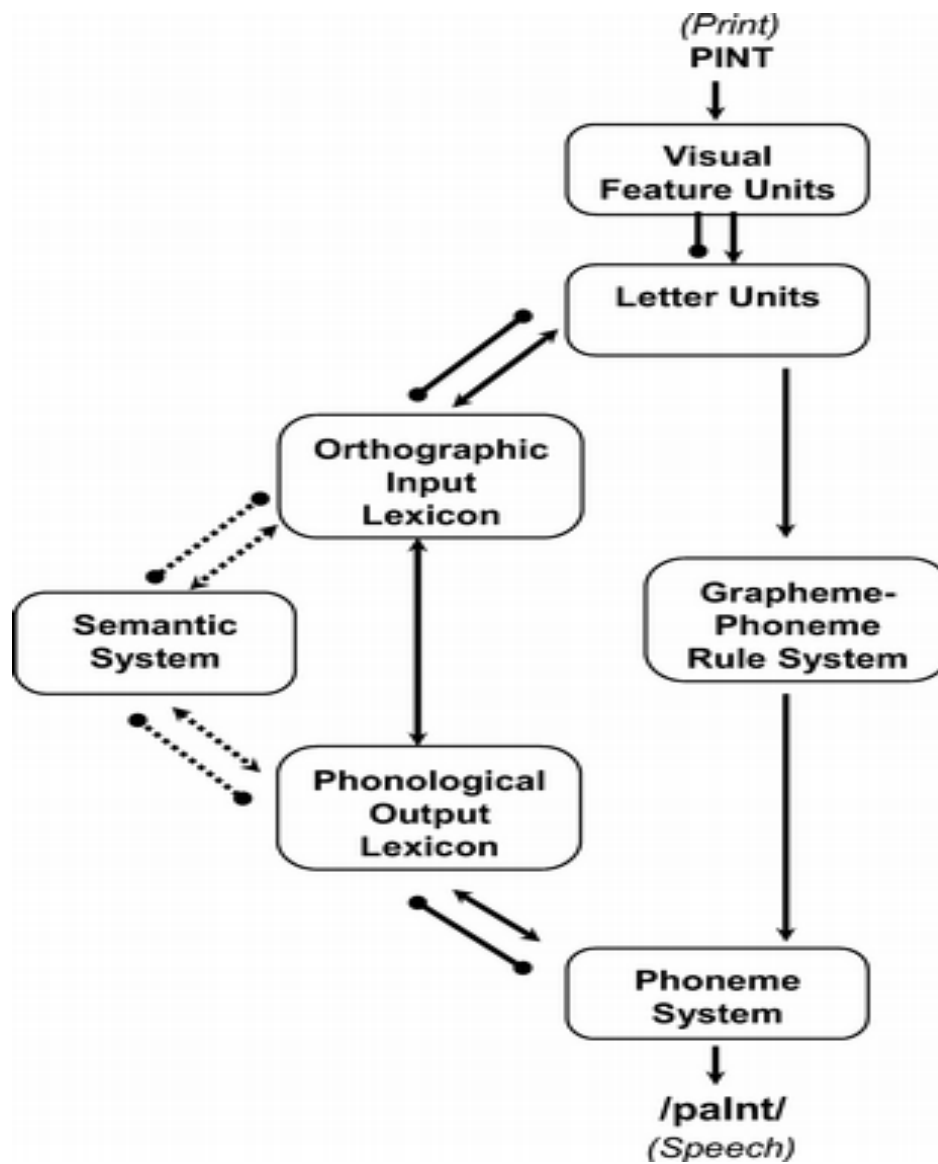 (Print)
PINT
Visual
Feature Units
Letter Units
Orthographic
Input
Lexicon
Semantic
System
Grapheme-
Phoneme
Rule System
Phonological
Output
Lexicon
Phoneme
System
/paInt/
(Speech)